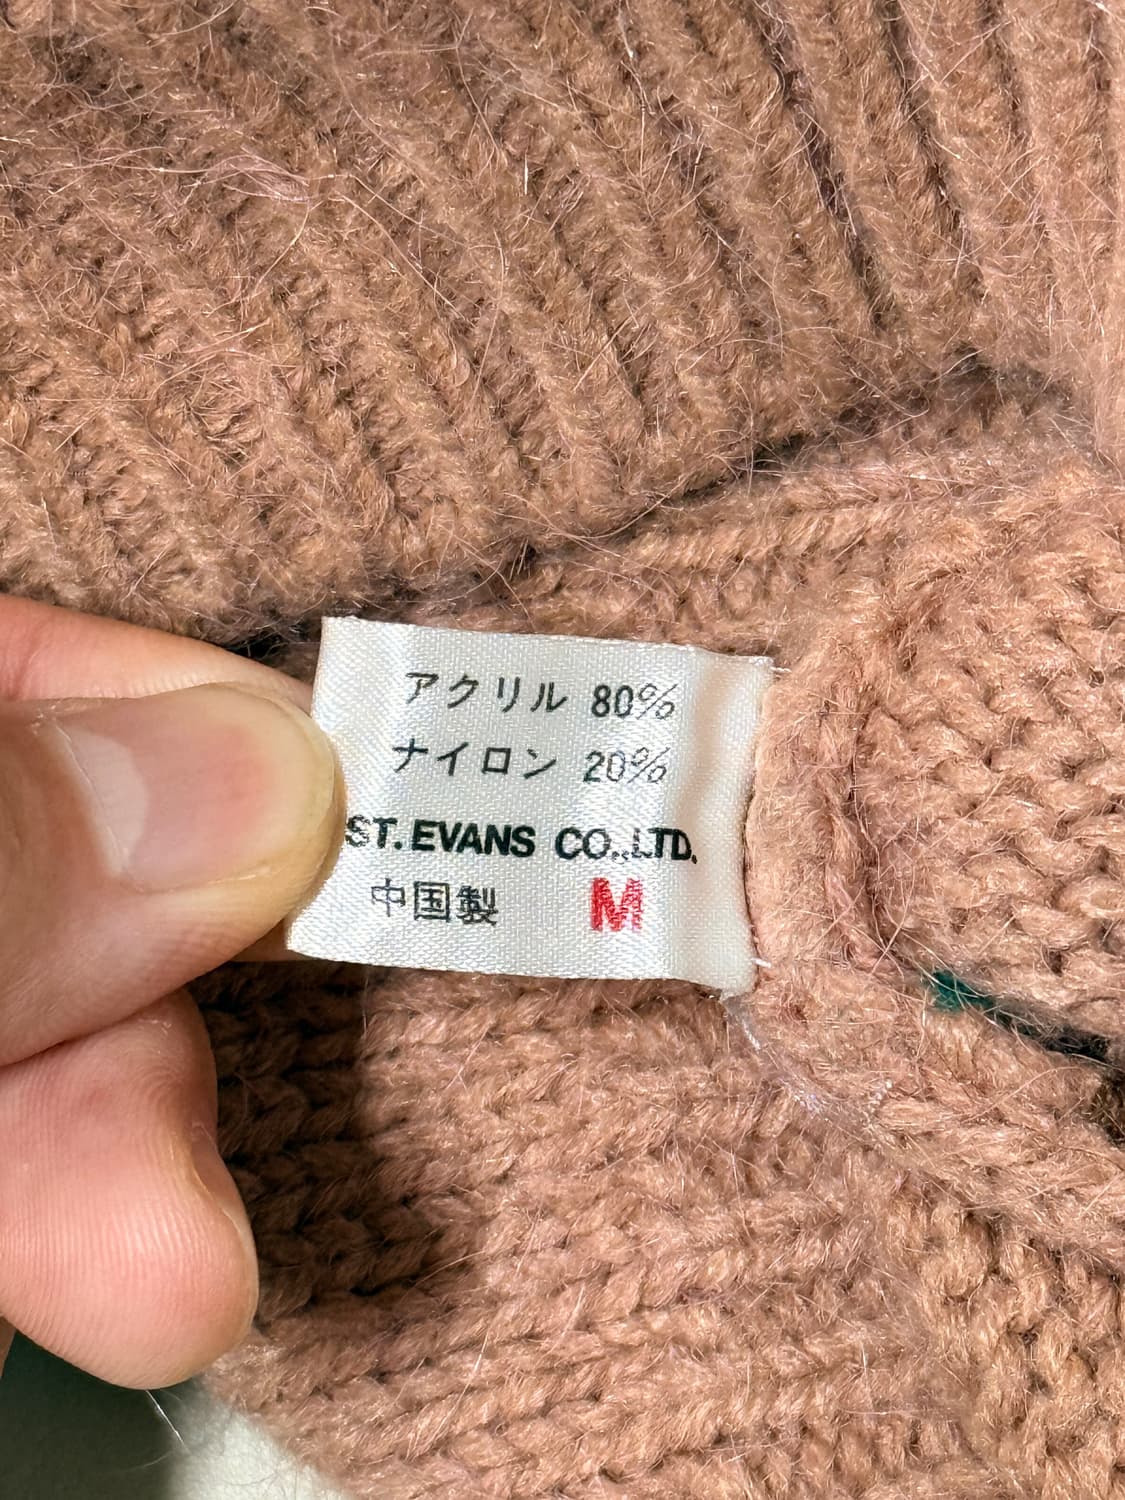 アクリル 80%
ナイロン 20%
ST. EVANS CO., LTD.
中国製 M